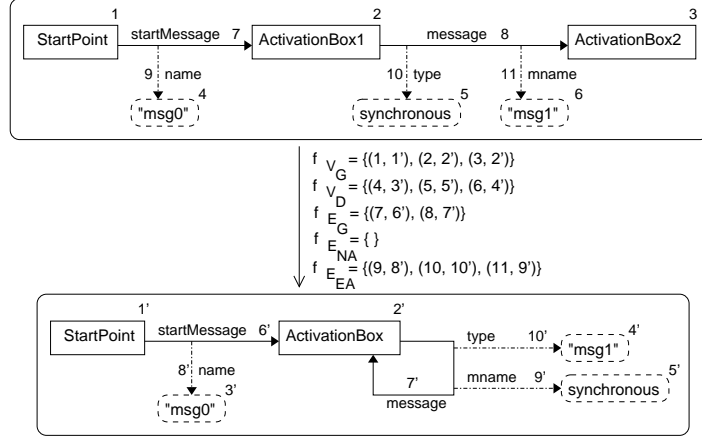 1 2 3
StartPoint startMessage 7 ActivationBox1 message 8 ActivationBox2
9 name 10 type 11 mname
4 5 6
"msg0" synchronous "msg1"
f V_G = {(1, 1'), (2, 2'), (3, 2')}
f V_D = {(4, 3'), (5, 5'), (6, 4')}
f E_G = {(7, 6'), (8, 7')}
f E_NA = { }
f E_EA = {(9, 8'), (10, 10'), (11, 9')}
1' 2'
StartPoint startMessage 6' ActivationBox
type 10' "msg1" 4'
8' name
7' mname 9' synchronous 5'
message
"msg0" 3'